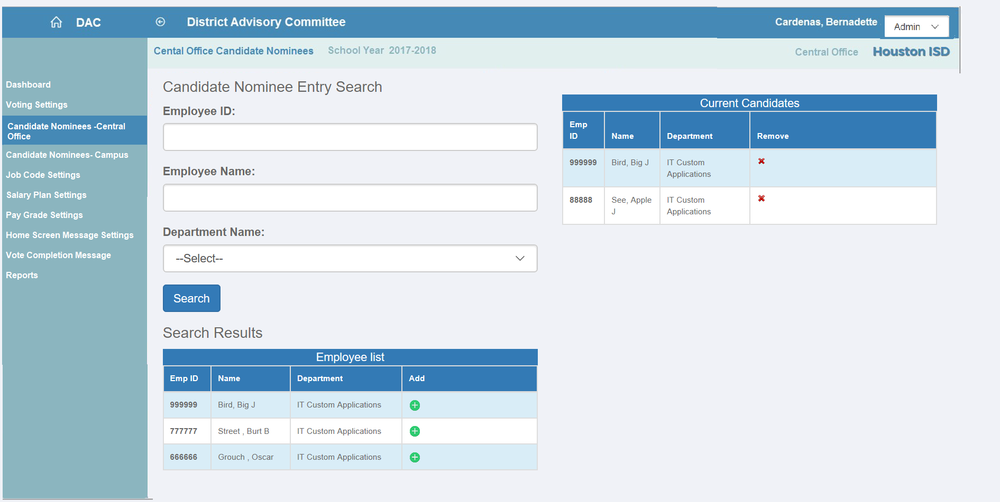 DAC
District Advisory Committee
Cardenas, Bernadette
Admin
Cental Office Candidate Nominees
School Year 2017-2018
Central Office
Houston ISD
Dashboard
Voting Settings
Candidate Nominees -Central
Office
Candidate Nominees- Campus
Job Code Settings
Salary Plan Settings
Pay Grade Settings
Home Screen Message Settings
Vote Completion Message
Reports
Candidate Nominee Entry Search
Employee ID:
Employee Name:
Department Name:
--Select--
Search
Search Results
Employee list
Emp ID Name Department Add
999999 Bird, Big J IT Custom Applications
777777 Street , Burt B IT Custom Applications
666666 Grouch , Oscar IT Custom Applications
Current Candidates
Emp
ID Name Department Remove
999999 Bird, Big J IT Custom
Applications
88888 See, Apple IT Custom
J Applications